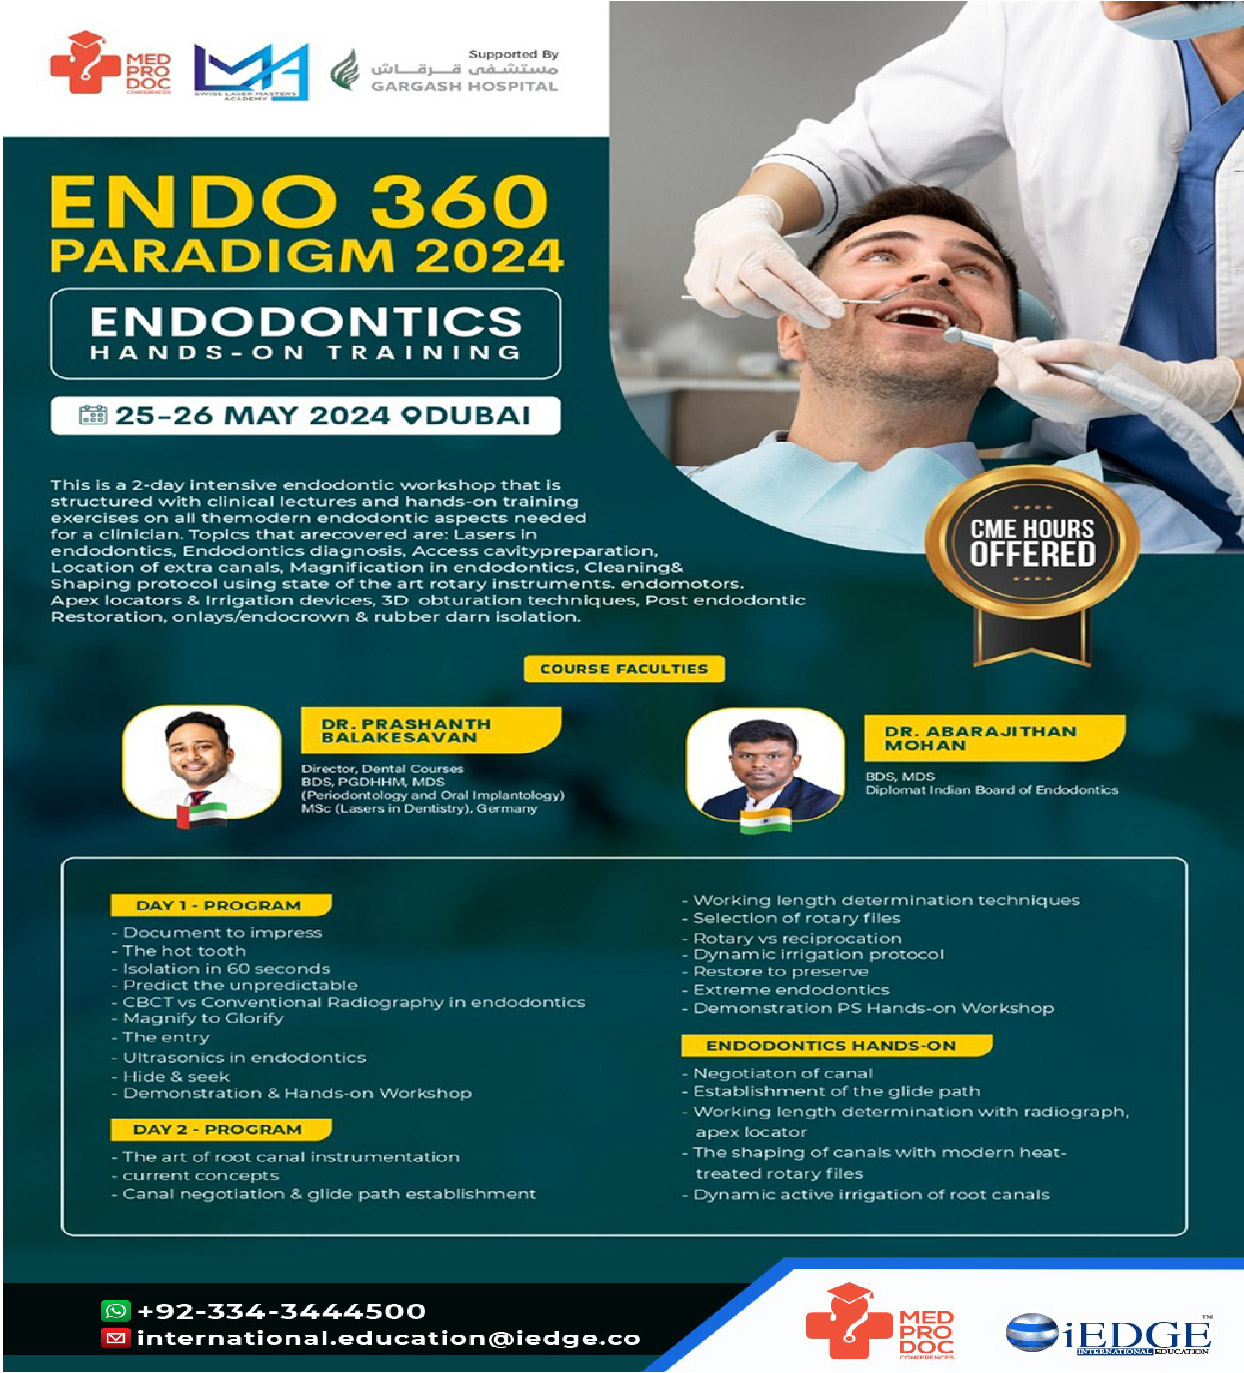 MED
PRO
DOC
CONFERENCES
SWISS LASER MASTERS
ACADEMY
Supported By
مستشفى قرقاش
GARGASH HOSPITAL
ENDO 360
PARADIGM 2024
ENDODONTICS
HANDS-ON TRAINING
25-26 MAY 2024 DUBAI
This is a 2-day intensive endodontic workshop that is
structured with clinical lectures and hands-on training
exercises on all themodern endodontic aspects needed
for a clinician. Topics that arecovered are: Lasers in
endodontics, Endodontics diagnosis, Access cavitypreparation,
Location of extra canals, Magnification in endodontics, Cleaning&
Shaping protocol using state of the art rotary instruments. endomotors.
Apex locators & Irrigation devices, 3D obturation techniques, Post endodontic
Restoration, onlays/endocrown & rubber darn isolation.
CME HOURS
OFFERED
COURSE FACULTIES
DR. PRASHANTH
BALAKESAVAN
Director, Dental Courses
BDS, PGDHHM, MDS
(Periodontology and Oral Implantology)
MSc (Lasers in Dentistry), Germany
DR. ABARAJITHAN
MOHAN
BDS, MDS
Diplomat Indian Board of Endodontics
DAY 1 - PROGRAM
- Document to impress
- The hot tooth
- Isolation in 60 seconds
- Predict the unpredictable
- CBCT vs Conventional Radiography in endodontics
- Magnify to Glorify
- The entry
- Ultrasonics in endodontics
- Hide & seek
- Demonstration & Hands-on Workshop
DAY 2 - PROGRAM
- The art of root canal instrumentation
- current concepts
- Canal negotiation & glide path establishment
- Working length determination techniques
- Selection of rotary files
- Rotary vs reciprocation
- Dynamic irrigation protocol
- Restore to preserve
- Extreme endodontics
- Demonstration PS Hands-on Workshop
ENDODONTICS HANDS-ON
- Negotiaton of canal
- Establishment of the glide path
- Working length determination with radiograph,
apex locator
- The shaping of canals with modern heat-
treated rotary files
- Dynamic active irrigation of root canals
+92-334-3444500
international.education@iedge.co
MED
PRO
DOC
CONFERENCES
iEDGE™
INTERNATIONAL EDUCATION